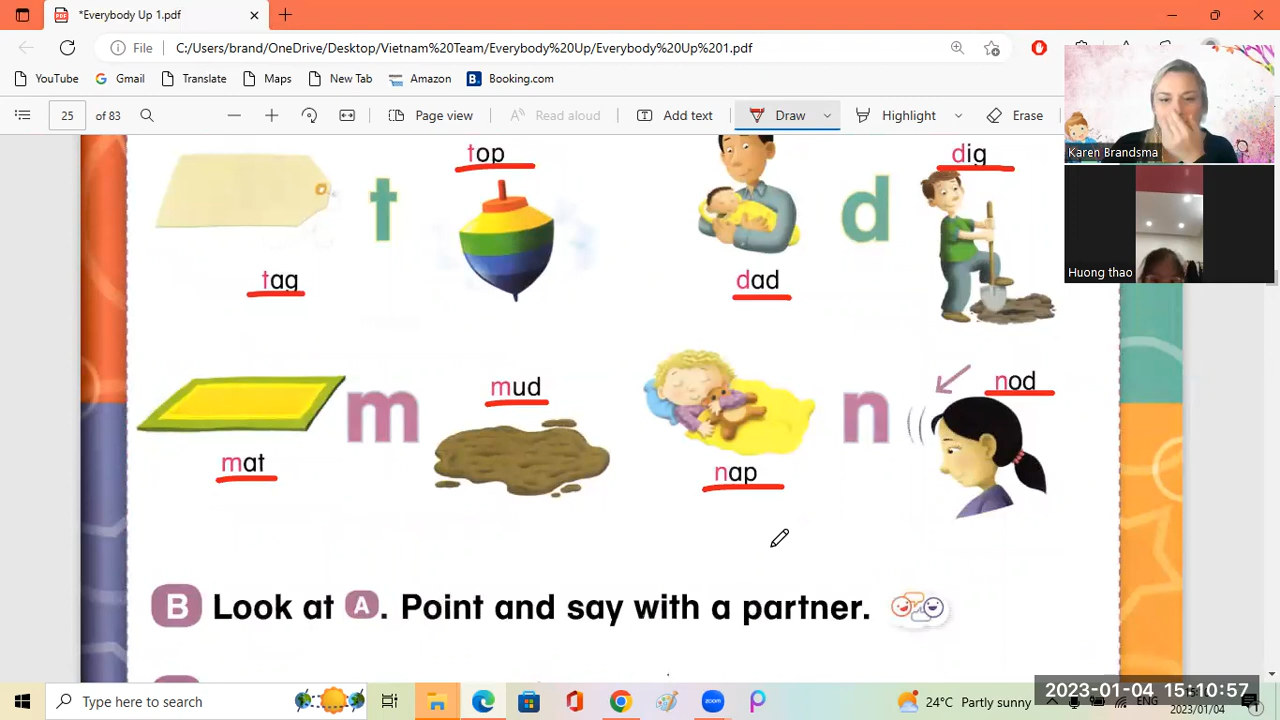 *Everybody Up 1.pdf
File C:/Users/brand/OneDrive/Desktop/Vietnam%20Team/Everybody%20Up/Everybody%20Up%201.pdf
YouTube Gmail Translate Maps New Tab Amazon B. Booking.com
25 of 83 Page view Read aloud Add text Draw Highlight Erase
Karen Brandsma
Huong thao
top dig
t d
tag dad
mud nod
m n
mat nap
B Look at A. Point and say with a partner.
Type here to search zoom 24°C Partly sunny ENG
2023-01-04 15:10:57
2023/01/04